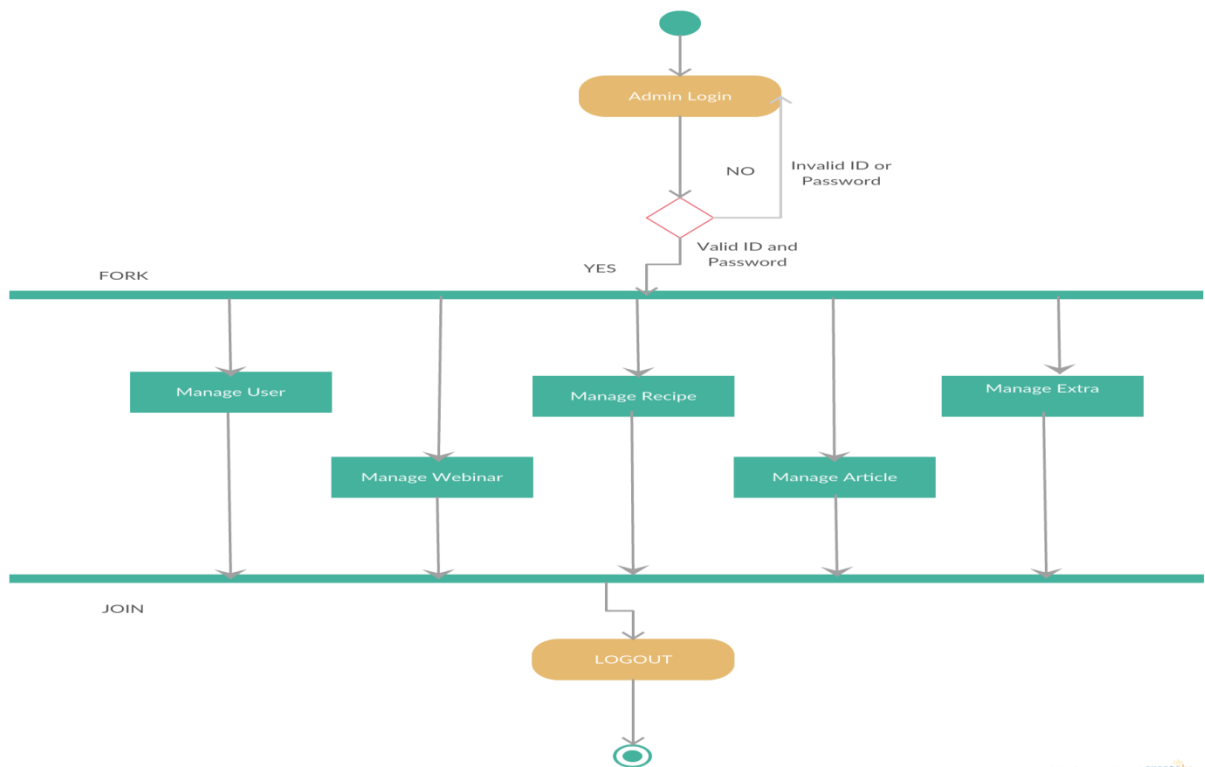 Admin Login
NO
Invalid ID or
Password
Valid ID and
Password
YES
FORK
Manage User
Manage Recipe
Manage Extra
Manage Webinar
Manage Article
JOIN
LOGOUT